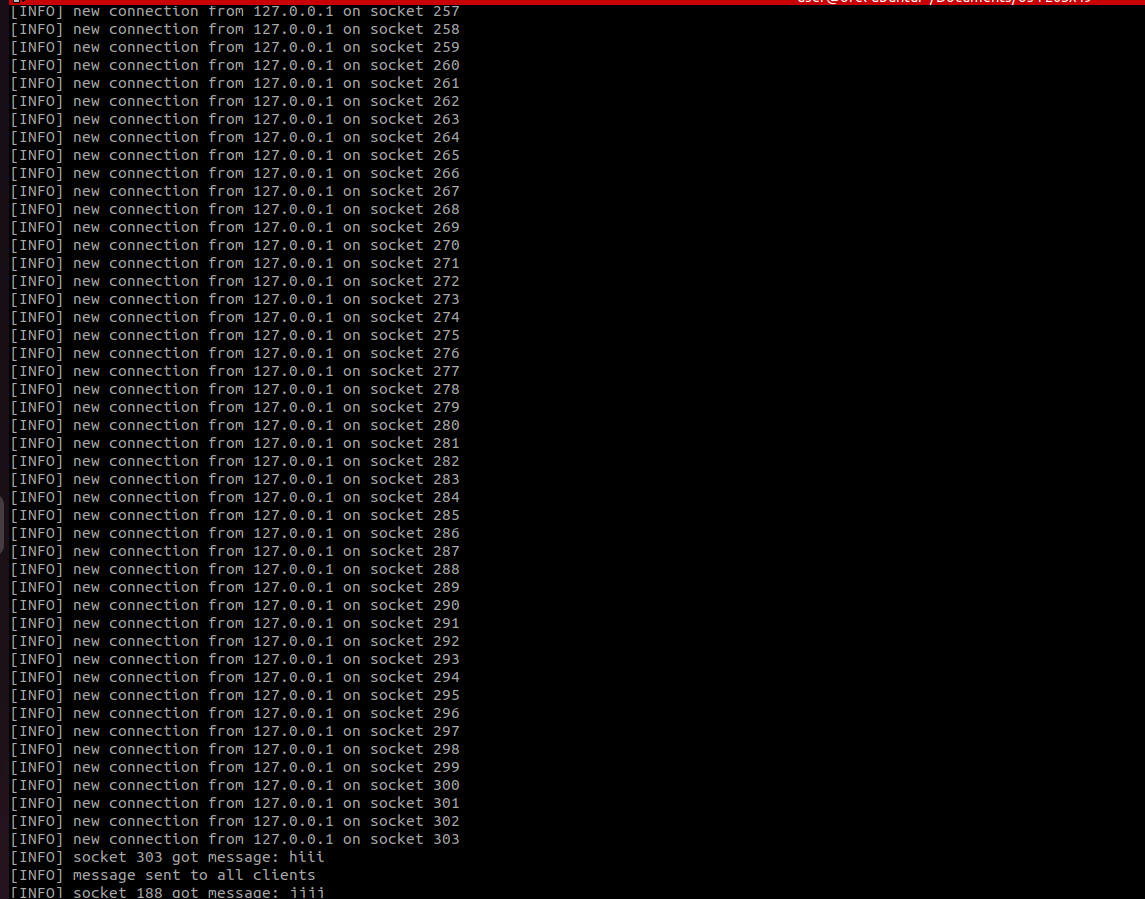 [INFO] new connection from 127.0.0.1 on socket 257
[INFO] new connection from 127.0.0.1 on socket 258
[INFO] new connection from 127.0.0.1 on socket 259
[INFO] new connection from 127.0.0.1 on socket 260
[INFO] new connection from 127.0.0.1 on socket 261
[INFO] new connection from 127.0.0.1 on socket 262
[INFO] new connection from 127.0.0.1 on socket 263
[INFO] new connection from 127.0.0.1 on socket 264
[INFO] new connection from 127.0.0.1 on socket 265
[INFO] new connection from 127.0.0.1 on socket 266
[INFO] new connection from 127.0.0.1 on socket 267
[INFO] new connection from 127.0.0.1 on socket 268
[INFO] new connection from 127.0.0.1 on socket 269
[INFO] new connection from 127.0.0.1 on socket 270
[INFO] new connection from 127.0.0.1 on socket 271
[INFO] new connection from 127.0.0.1 on socket 272
[INFO] new connection from 127.0.0.1 on socket 273
[INFO] new connection from 127.0.0.1 on socket 274
[INFO] new connection from 127.0.0.1 on socket 275
[INFO] new connection from 127.0.0.1 on socket 276
[INFO] new connection from 127.0.0.1 on socket 277
[INFO] new connection from 127.0.0.1 on socket 278
[INFO] new connection from 127.0.0.1 on socket 279
[INFO] new connection from 127.0.0.1 on socket 280
[INFO] new connection from 127.0.0.1 on socket 281
[INFO] new connection from 127.0.0.1 on socket 282
[INFO] new connection from 127.0.0.1 on socket 283
[INFO] new connection from 127.0.0.1 on socket 284
[INFO] new connection from 127.0.0.1 on socket 285
[INFO] new connection from 127.0.0.1 on socket 286
[INFO] new connection from 127.0.0.1 on socket 287
[INFO] new connection from 127.0.0.1 on socket 288
[INFO] new connection from 127.0.0.1 on socket 289
[INFO] new connection from 127.0.0.1 on socket 290
[INFO] new connection from 127.0.0.1 on socket 291
[INFO] new connection from 127.0.0.1 on socket 292
[INFO] new connection from 127.0.0.1 on socket 293
[INFO] new connection from 127.0.0.1 on socket 294
[INFO] new connection from 127.0.0.1 on socket 295
[INFO] new connection from 127.0.0.1 on socket 296
[INFO] new connection from 127.0.0.1 on socket 297
[INFO] new connection from 127.0.0.1 on socket 298
[INFO] new connection from 127.0.0.1 on socket 299
[INFO] new connection from 127.0.0.1 on socket 300
[INFO] new connection from 127.0.0.1 on socket 301
[INFO] new connection from 127.0.0.1 on socket 302
[INFO] new connection from 127.0.0.1 on socket 303
[INFO] socket 303 got message: hiii
[INFO] message sent to all clients
[INFO] socket 188 got message: